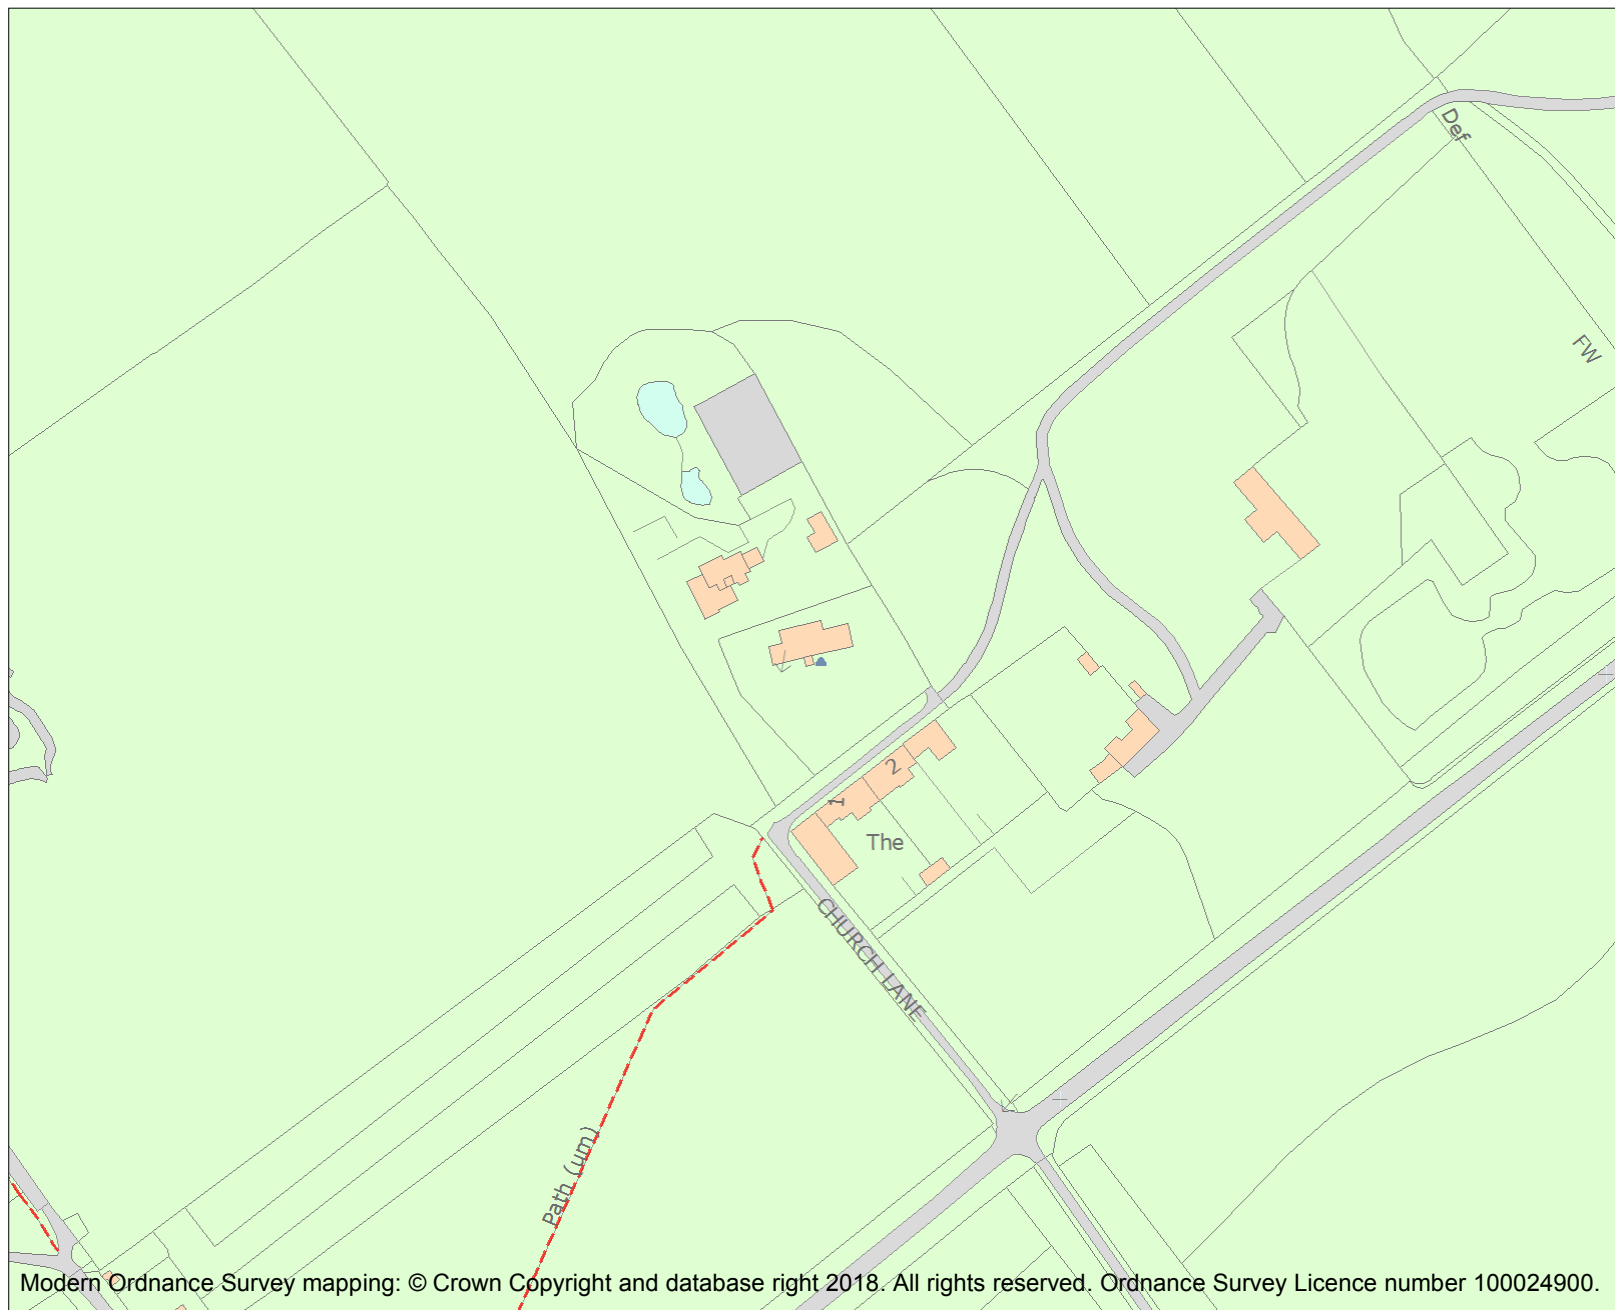 Def
FW
2
1
The
CHURCH LANE
Path (um)
Modern Ordnance Survey mapping: © Crown Copyright and database right 2018. All rights reserved. Ordnance Survey Licence number 100024900.